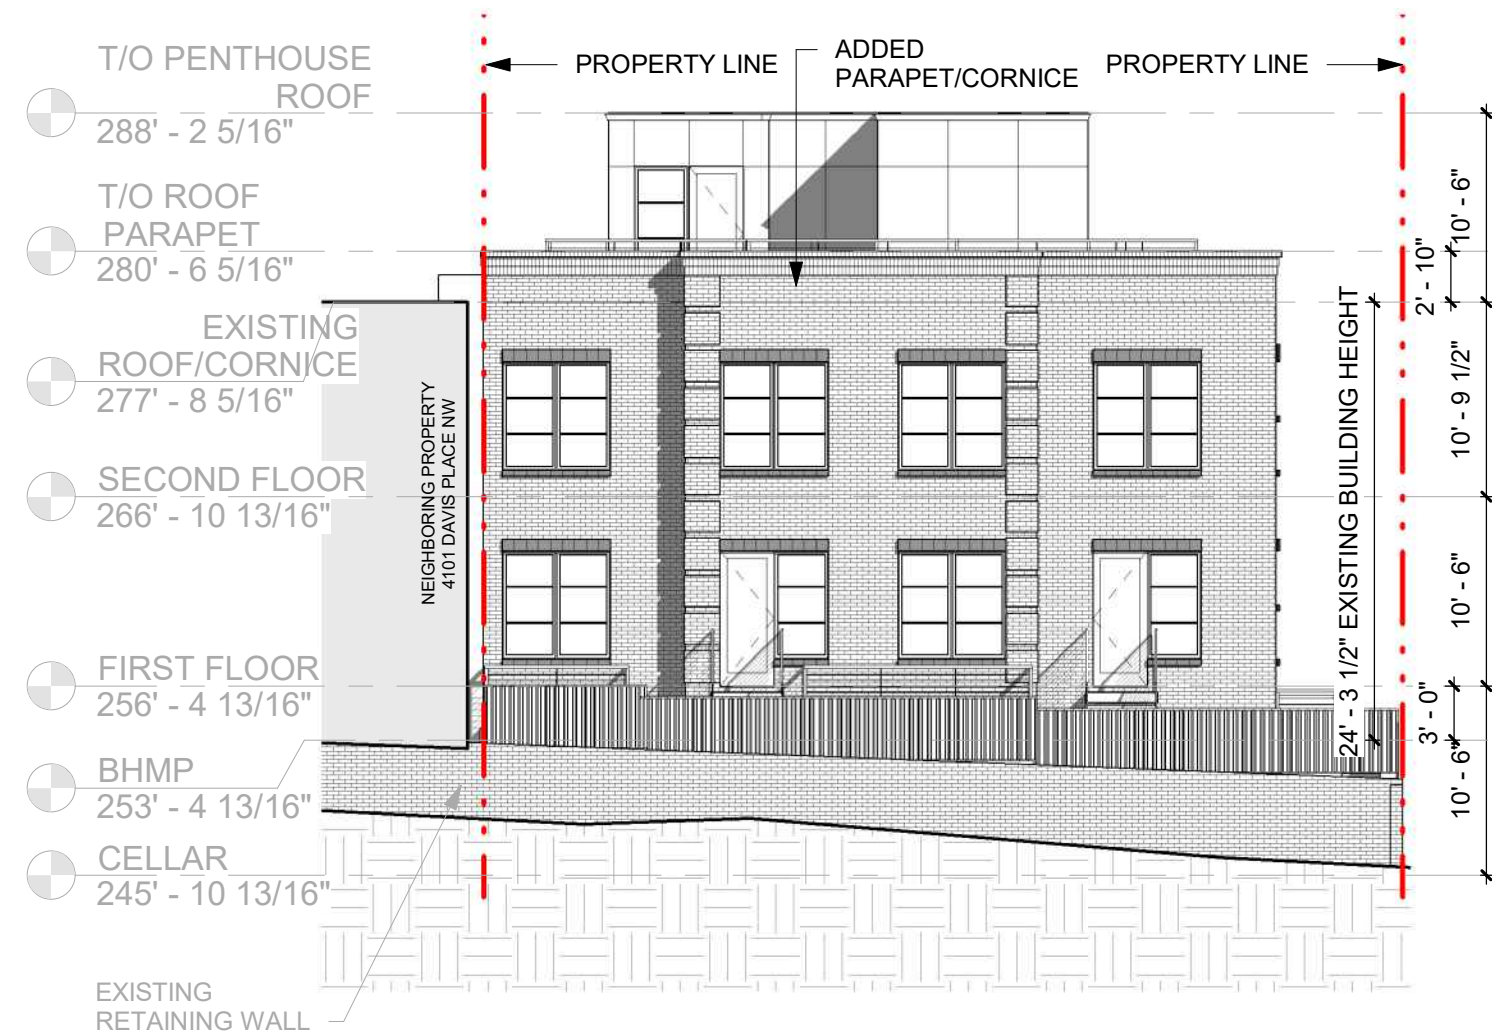 T/O PENTHOUSE
ROOF
288' - 2 5/16"
T/O ROOF
PARAPET
280' - 6 5/16"
EXISTING
ROOF/CORNICE
277' - 8 5/16"
SECOND FLOOR
266' - 10 13/16"
FIRST FLOOR
256' - 4 13/16"
BHMP
253' - 4 13/16"
CELLAR
245' - 10 13/16"
EXISTING
RETAINING WALL
PROPERTY LINE
ADDED
PARAPET/CORNICE
PROPERTY LINE
NEIGHBORING PROPERTY
4101 DAVIS PLACE NW
24' - 3 1/2" EXISTING BUILDING HEIGHT
2' - 10"
3' - 0"
10' - 6"
10' - 9 1/2"
10' - 6"
10' - 6"